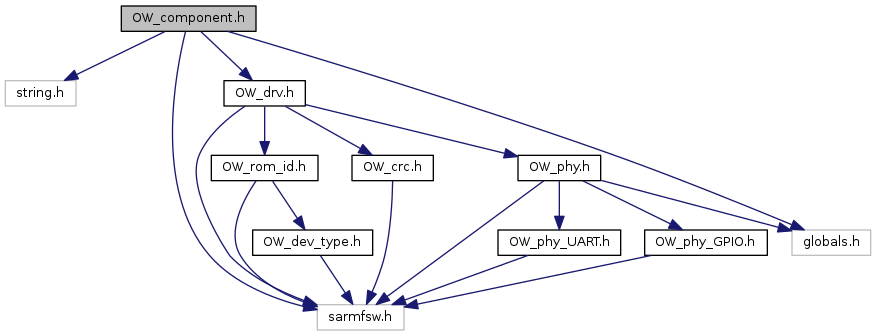 OW_component.h
string.h
OW_drv.h
OW_rom_id.h
OW_crc.h
OW_phy.h
OW_dev_type.h
OW_phy_UART.h
OW_phy_GPIO.h
globals.h
sarmfsw.h